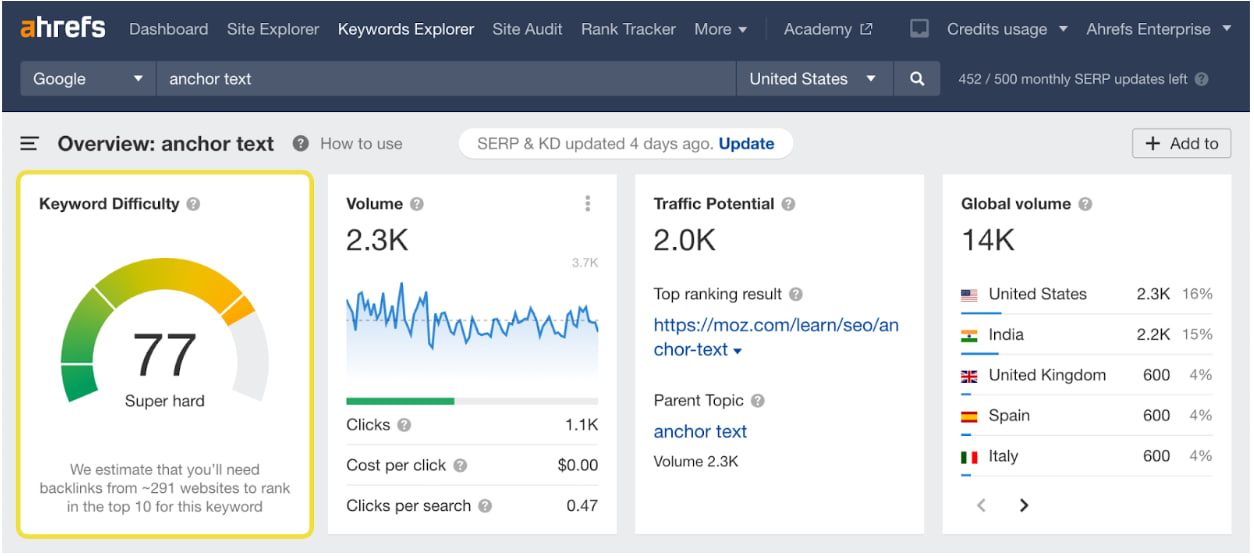 ahrefs Dashboard Site Explorer Keywords Explorer Site Audit Rank Tracker More Academy Credits usage Ahrefs Enterprise
Google anchor text United States 452 / 500 monthly SERP updates left ?
Overview: anchor text ? How to use SERP & KD updated 4 days ago. Update + Add to
Keyword Difficulty ?
77
Super hard
We estimate that you'll need
backlinks from ~291 websites to rank
in the top 10 for this keyword
Volume ?
2.3K
3.7K
Clicks ? 1.1K
Cost per click ? $0.00
Clicks per search ? 0.47
Traffic Potential ?
2.0K
Top ranking result ?
https://moz.com/learn/seo/an
chor-text
Parent Topic ?
anchor text
Volume 2.3K
Global volume ?
14K
United States 2.3K 16%
India 2.2K 15%
United Kingdom 600 4%
Spain 600 4%
Italy 600 4%